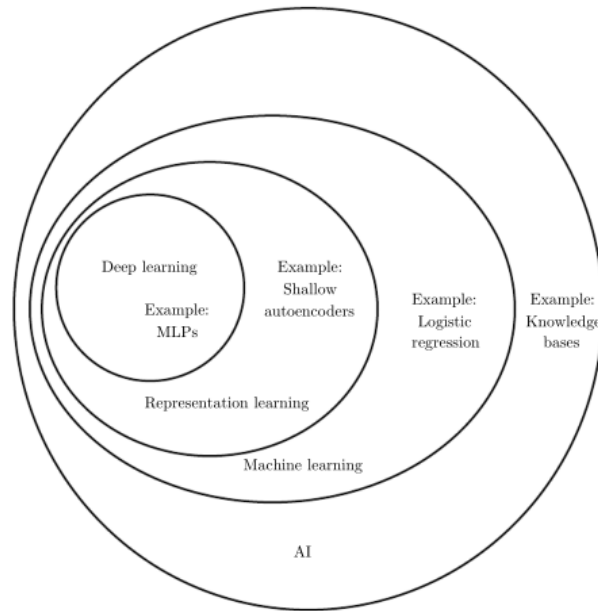 Deep learning
Example:
MLPs
Example:
Shallow
autoencoders
Example:
Logistic
regression
Example:
Knowledge
bases
Representation learning
Machine learning
AI